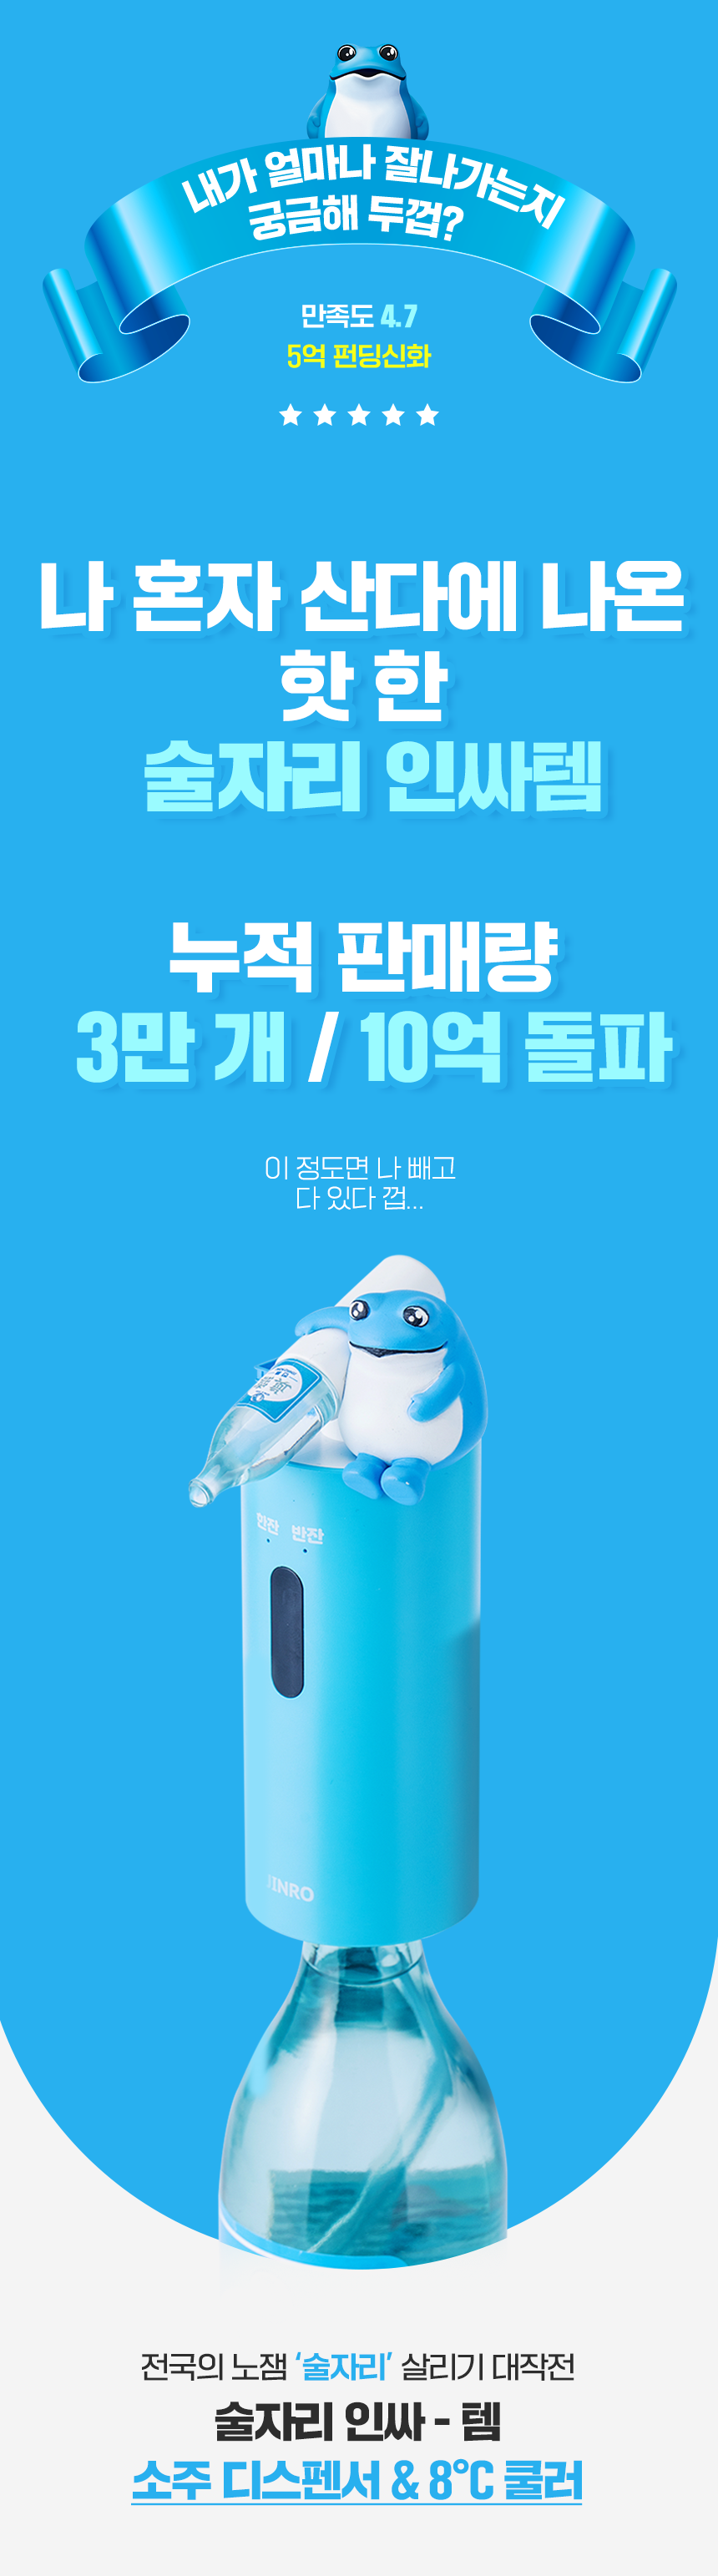 내가 얼마나 잘나가는지
궁금해 두껍?
만족도 4.7
5억 펀딩신화
나 혼자 산다에 나온
핫 한
술자리 인싸템
누적 판매량
3만 개 / 10억 돌파
이 정도면 나 빼고
다 있다 껍...
한잔 반잔
JINRO
전국의 노잼 ‘술자리’ 살리기 대작전
술자리 인싸 - 템
소주 디스펜서 & 8°C 쿨러